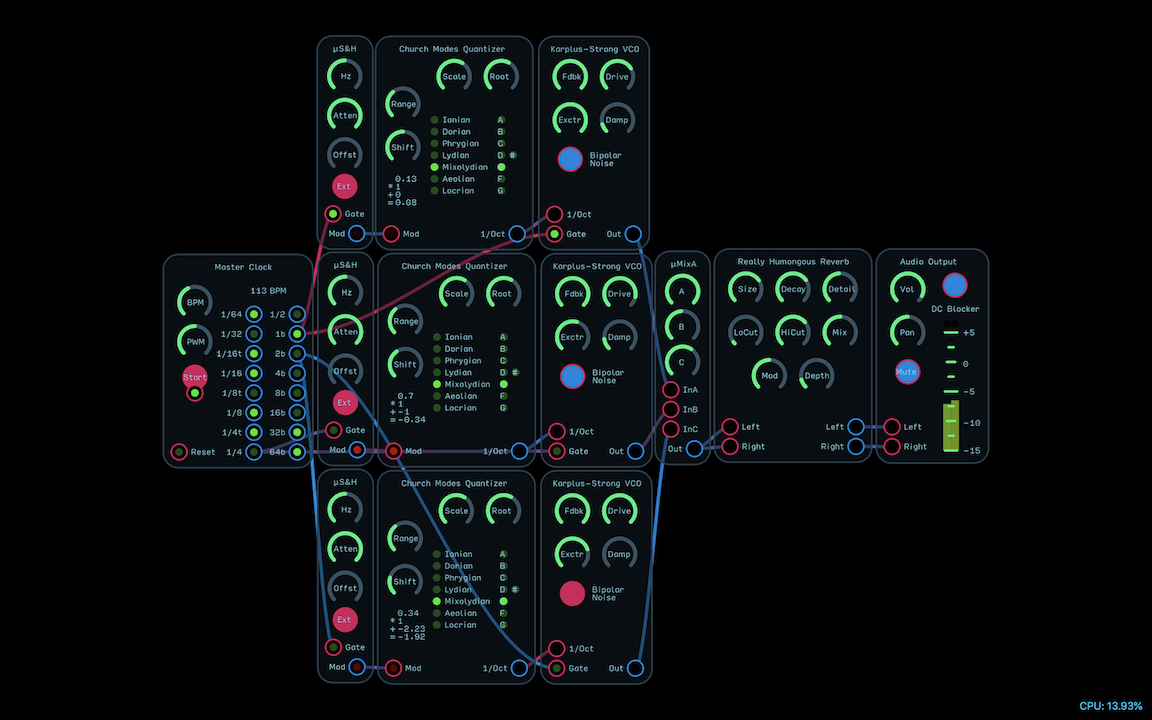 µS&H
Hz
Atten
Offst
Ext
Gate
Mod
Church Modes Quantizer
Scale
Root
Range
Shift
Ionian A
Dorian B
Phrygian C
Lydian D #
Mixolydian
Aeolian F
Locrian G
0.13
*1
+0
=0.08
Mod
1/Oct
Karplus-Strong VCO
Fdbk
Drive
Exctr
Damp
Bipolar
Noise
1/Oct
Gate
Out
Master Clock
113 BPM
BPM
PWM
Start
1/64 1/2
1/32 1b
1/16t 2b
1/16 4b
1/8t 8b
1/8 16b
1/4t 32b
Reset 1/4 64b
µS&H
Hz
Atten
Offst
Ext
Gate
Mod
Church Modes Quantizer
Scale
Root
Range
Shift
Ionian A
Dorian B
Phrygian C
Lydian D #
Mixolydian
Aeolian F
Locrian G
0.7
*1
+-1
=-0.34
Mod
1/Oct
Karplus-Strong VCO
Fdbk
Drive
Exctr
Damp
Bipolar
Noise
1/Oct
Gate
Out
µMixA
A
B
C
InA
InB
InC
Out
Really Humongous Reverb
Size
Decay
Detail
LoCut
HiCut
Mix
Mod
Depth
Left
Right
Left
Right
Audio Output
Vol
DC Blocker
Pan
Mute
+5
0
-5
-10
-15
Left
Right
µS&H
Hz
Atten
Offst
Ext
Gate
Mod
Church Modes Quantizer
Scale
Root
Range
Shift
Ionian A
Dorian B
Phrygian C
Lydian D #
Mixolydian
Aeolian F
Locrian G
0.34
*1
+-2.23
=-1.92
Mod
1/Oct
Karplus-Strong VCO
Fdbk
Drive
Exctr
Damp
Bipolar
Noise
1/Oct
Gate
Out
CPU: 13.93%